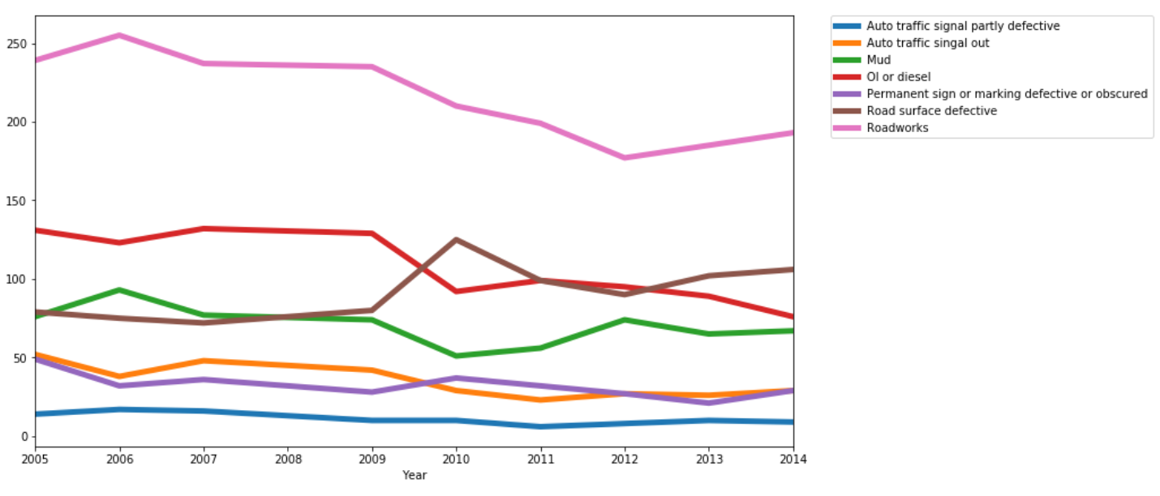 250
200
150
100
50
0
2005 2006 2007 2008 2009 2010 2011 2012 2013 2014
Year
Auto traffic signal partly defective
Auto traffic singal out
Mud
OI or diesel
Permanent sign or marking defective or obscured
Road surface defective
Roadworks